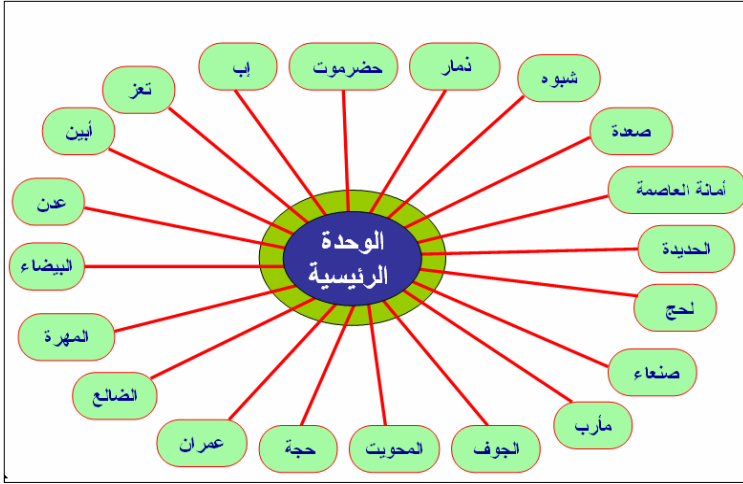 إب
حضرموت
ذمار
شبوه
تعز
صعدة
أبين
أمانة العاصمة
عدن
الحديدة
الوحدة
الرئيسية
البيضاء
لحج
المهرة
صنعاء
الضالع
مأرب
عمران
حجة
المحويت
الجوف